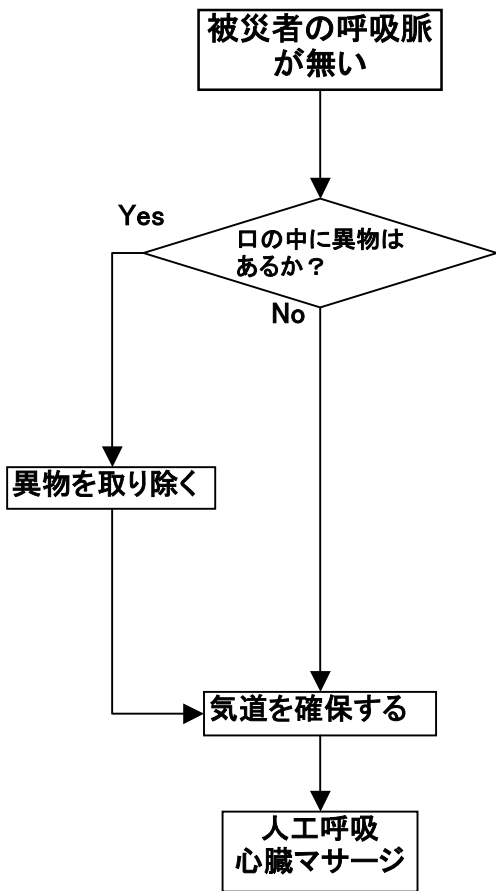 被災者の呼吸脈
が無い
Yes
口の中に異物は
あるか？
No
異物を取り除く
気道を確保する
人工呼吸
心臓マサージ